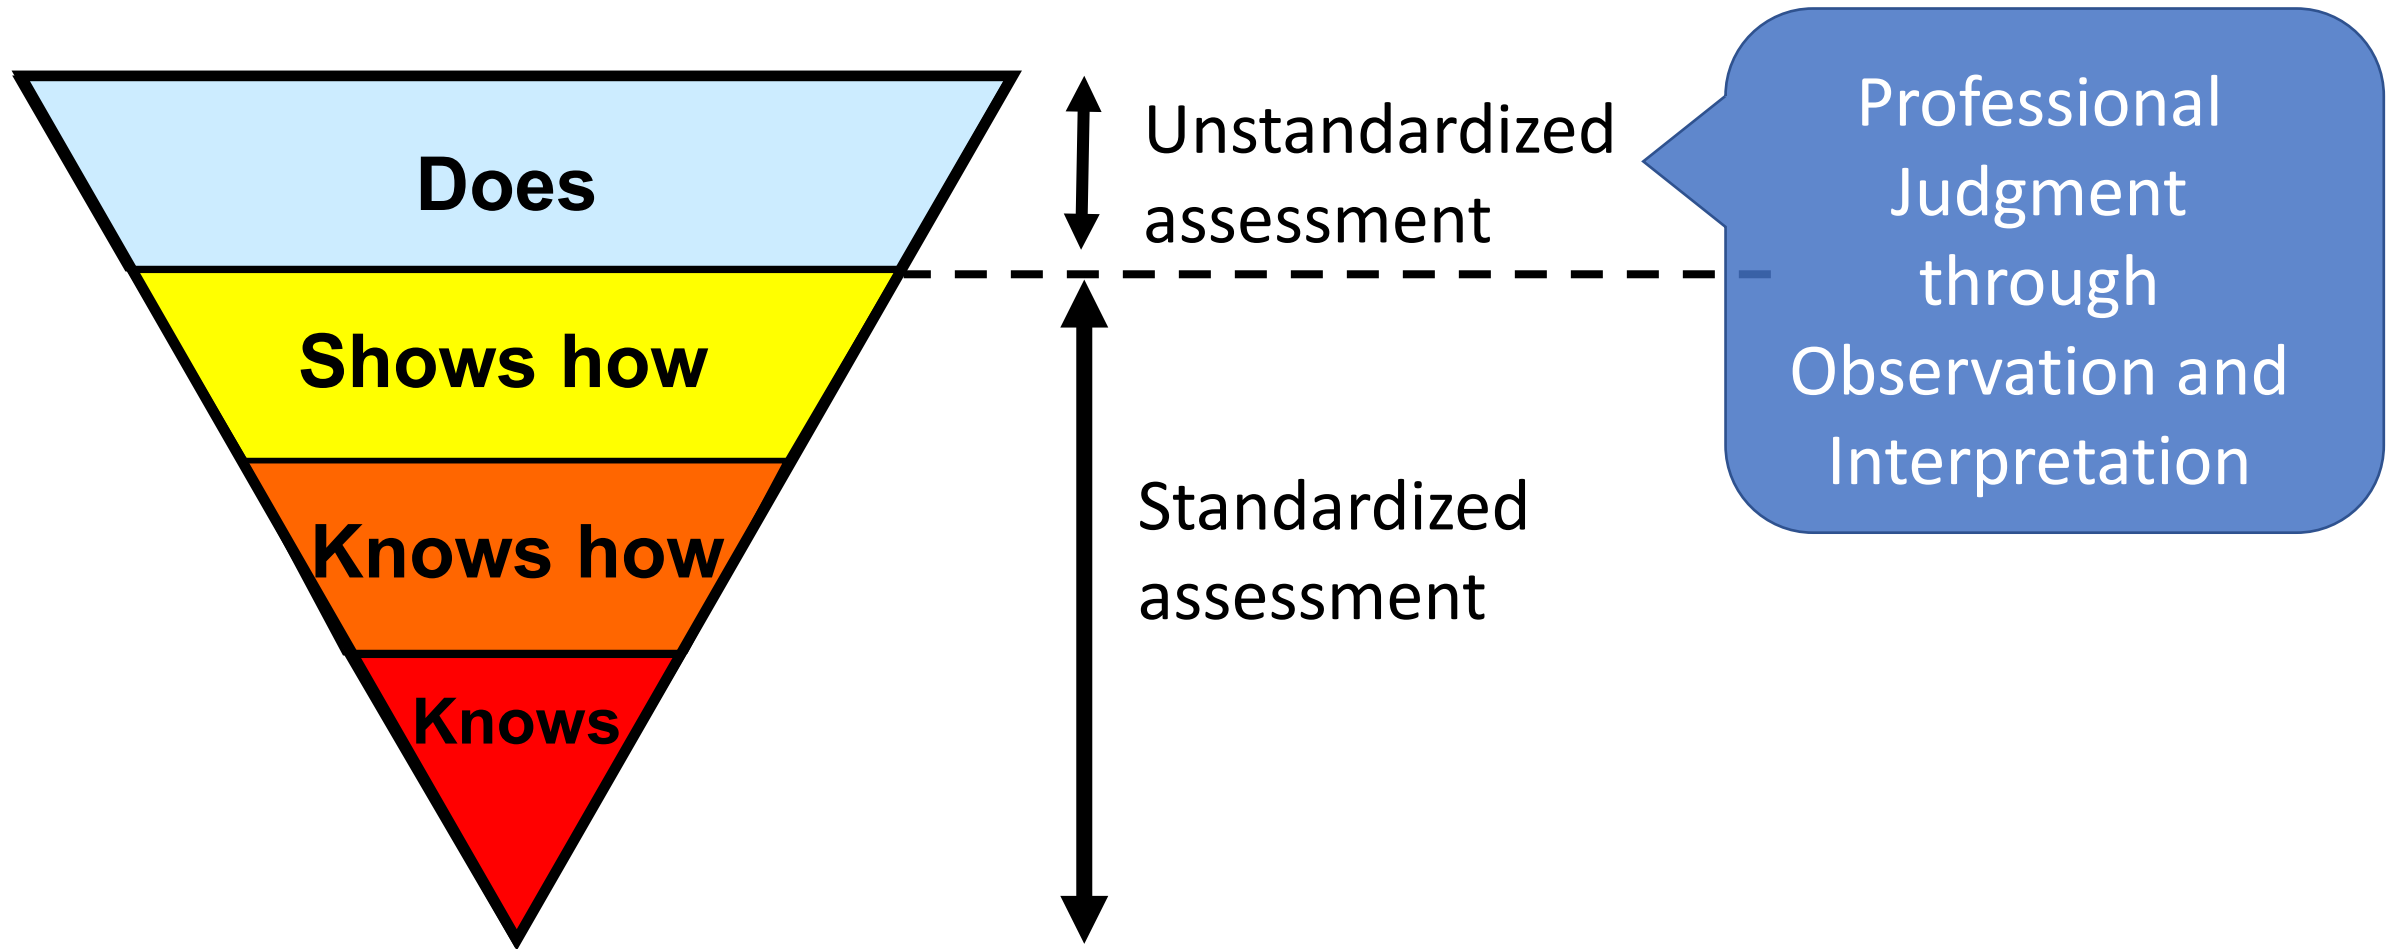 Does
Shows how
Knows how
Knows
Unstandardized
assessment
Standardized
assessment
Professional
Judgment
through
Observation and
Interpretation